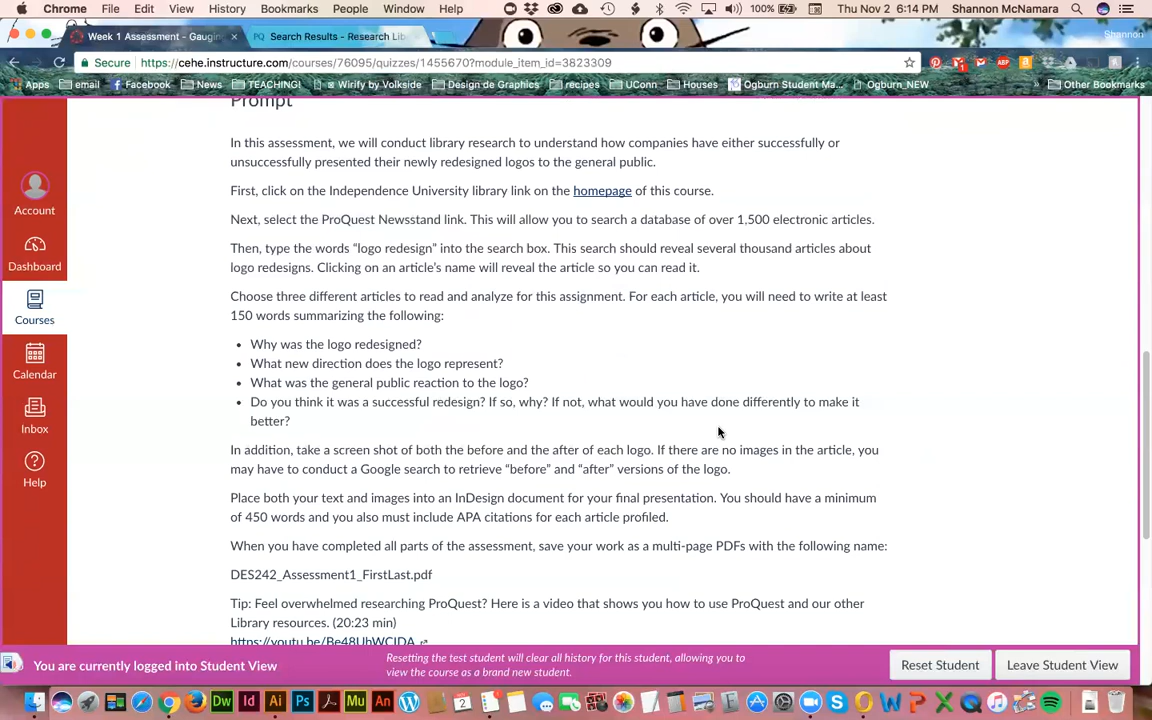 Chrome File Edit View History Bookmarks People Window Help 100% Thu Nov 2 6:14 PM Shannon McNamara
Week 1 Assessment - Gaugin × PQ Search Results - Research Lib × Shannon
Secure https://cehe.instructure.com/courses/76095/quizzes/1455670?module_item_id=3823309
Apps email Facebook News TEACHING! Wirify by Volkside Design de Graphics recipes UConn Houses Ogburn Student Ma... Ogburn_NEW » Other Bookmarks
Prompt
In this assessment, we will conduct library research to understand how companies have either successfully or
unsuccessfully presented their newly redesigned logos to the general public.
First, click on the Independence University library link on the homepage of this course.
Next, select the ProQuest Newsstand link. This will allow you to search a database of over 1,500 electronic articles.
Then, type the words “logo redesign” into the search box. This search should reveal several thousand articles about
logo redesigns. Clicking on an article’s name will reveal the article so you can read it.
Choose three different articles to read and analyze for this assignment. For each article, you will need to write at least
150 words summarizing the following:
• Why was the logo redesigned?
• What new direction does the logo represent?
• What was the general public reaction to the logo?
• Do you think it was a successful redesign? If so, why? If not, what would you have done differently to make it
better?
In addition, take a screen shot of both the before and the after of each logo. If there are no images in the article, you
may have to conduct a Google search to retrieve “before” and “after” versions of the logo.
Place both your text and images into an InDesign document for your final presentation. You should have a minimum
of 450 words and you also must include APA citations for each article profiled.
When you have completed all parts of the assessment, save your work as a multi-page PDFs with the following name:
DES242_Assessment1_FirstLast.pdf
Tip: Feel overwhelmed researching ProQuest? Here is a video that shows you how to use ProQuest and our other
Library resources. (20:23 min)
https://youtu.be/Be48UhWCIDA
Account
Dashboard
Courses
Calendar
Inbox
Help
You are currently logged into Student View
Resetting the test student will clear all history for this student, allowing you to
view the course as a brand new student.
Reset Student
Leave Student View
Dw Id Ai Ps Mu An 2